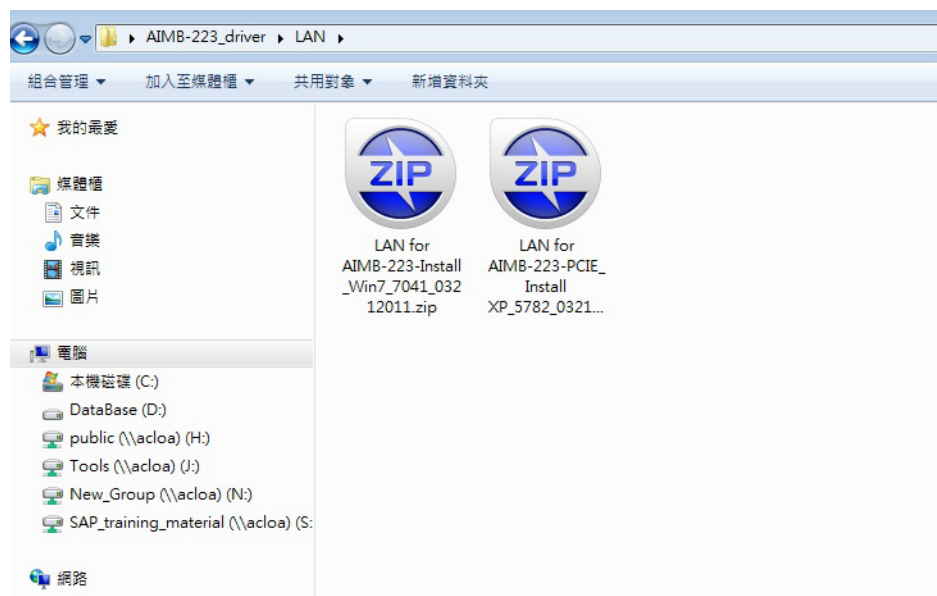 AIMB-223_driver LAN
組合管理 加入至媒體櫃 共用對象 新增資料夾
我的最愛
媒體櫃
文件
音樂
視訊
圖片
電腦
本機磁碟 (C:)
DataBase (D:)
public (\\acloa) (H:)
Tools (\\acloa) (J:)
New_Group (\\acloa) (N:)
SAP_training_material (\\acloa) (S:
網路
ZIP
LAN for
AIMB-223-Install
_Win7_7041_032
12011.zip
ZIP
LAN for
AIMB-223-PCIE_
Install
XP_5782_0321...